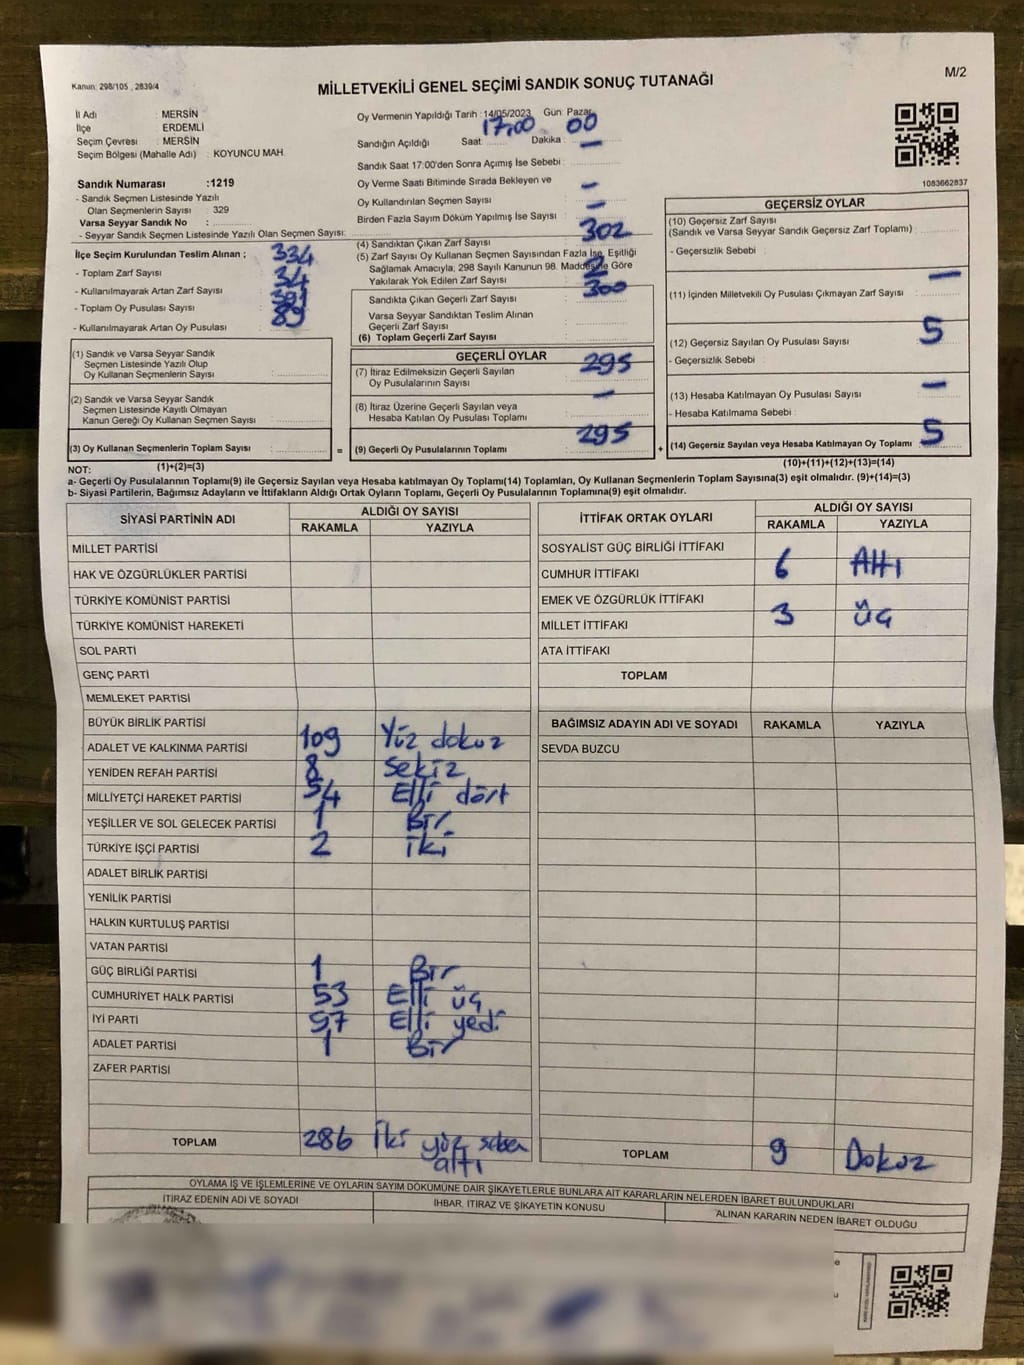 Kanun: 298/105 , 2839/4
MİLLETVEKİLİ GENEL SEÇİMİ SANDIK SONUÇ TUTANAĞI
M/2
İl Adı : MERSİN
İlçe : ERDEMLİ
Seçim Çevresi : MERSİN
Seçim Bölgesi (Mahalle Adı) : KOYUNCU MAH.
Sandık Numarası :1219
- Sandık Seçmen Listesinde Yazılı
Olan Seçmenlerin Sayısı : 329
Varsa Seyyar Sandık No :
- Seyyar Sandık Seçmen Listesinde Yazılı Olan Seçmen Sayısı:
İlçe Seçim Kurulundan Teslim Alınan : 334
- Toplam Zarf Sayısı : 34
- Kullanılmayarak Artan Zarf Sayısı :
- Toplam Oy Pusulası Sayısı : 89
- Kullanılmayarak Artan Oy Pusulası :
Oy Vermenin Yapıldığı Tarih :14/05/2023 Gün: Pazar
Sandığın Açıldığı Saat 17.00 Dakika : 00
Sandık Saat 17:00'den Sonra Açımış İse Sebebi : –
Oy Verme Saati Bitiminde Sırada Bekleyen ve
Oy Kullandırılan Seçmen Sayısı : –
Birden Fazla Sayım Döküm Yapılmış İse Sayısı : –
(4) Sandıktan Çıkan Zarf Sayısı : 302
(5) Zarf Sayısı Oy Kullanan Seçmen Sayısından Fazla İse, Eşitliği
Sağlamak Amacıyla, 298 Sayılı Kanunun 98. Maddesine Göre
Yakılarak Yok Edilen Zarf Sayısı : 2
Sandıkta Çıkan Geçerli Zarf Sayısı : 300
Varsa Seyyar Sandıktan Teslim Alınan
Geçerli Zarf Sayısı :
(6) Toplam Geçerli Zarf Sayısı :
1083662837
GEÇERSİZ OYLAR
(10) Geçersiz Zarf Sayısı
(Sandık ve Varsa Seyyar Sandık Geçersiz Zarf Toplamı) :
- Geçersizlik Sebebi :
(11) İçinden Milletvekili Oy Pusulası Çıkmayan Zarf Sayısı : –
(12) Geçersiz Sayılan Oy Pusulası Sayısı : 5
- Geçersizlik Sebebi :
(13) Hesaba Katılmayan Oy Pusulası Sayısı : –
- Hesaba Katılmama Sebebi :
(14) Geçersiz Sayılan veya Hesaba Katılmayan Oy Toplamı : 5
(10)+(11)+(12)+(13)=(14)
(1) Sandık ve Varsa Seyyar Sandık
Seçmen Listesinde Yazılı Olup
Oy Kullanan Seçmenlerin Sayısı :
(2) Sandık ve Varsa Seyyar Sandık
Seçmen Listesinde Kayıtlı Olmayan
Kanun Gereği Oy Kullanan Seçmen Sayısı :
(3) Oy Kullanan Seçmenlerin Toplam Sayısı :
(1)+(2)=(3)
GEÇERLİ OYLAR
(7) İtiraz Edilmeksizin Geçerli Sayılan
Oy Pusulalarının Sayısı : 295
(8) İtiraz Üzerine Geçerli Sayılan veya
Hesaba Katılan Oy Pusulası Toplamı : –
= (9) Geçerli Oy Pusulalarının Toplamı : 295 +
NOT:
a- Geçerli Oy Pusulalarının Toplamı(9) ile Geçersiz Sayılan veya Hesaba katılmayan Oy Toplamı(14) Toplamları, Oy Kullanan Seçmenlerin Toplam Sayısına(3) eşit olmalıdır. (9)+(14)=(3)
b- Siyasi Partilerin, Bağımsız Adayların ve İttifakların Aldığı Ortak Oyların Toplamı, Geçerli Oy Pusulalarının Toplamına(9) eşit olmalıdır.
SİYASİ PARTİNİN ADI ALDIĞI OY SAYISI
RAKAMLA YAZIYLA
MİLLET PARTİSİ
HAK VE ÖZGÜRLÜKLER PARTİSİ
TÜRKİYE KOMÜNİST PARTİSİ
TÜRKİYE KOMÜNİST HAREKETİ
SOL PARTİ
GENÇ PARTİ
MEMLEKET PARTİSİ
BÜYÜK BİRLİK PARTİSİ
ADALET VE KALKINMA PARTİSİ 109 Yüz dokuz
YENİDEN REFAH PARTİSİ 8 Sekiz
MİLLİYETÇİ HAREKET PARTİSİ 54 Elli dört
YEŞİLLER VE SOL GELECEK PARTİSİ 1 Bir
TÜRKİYE İŞÇİ PARTİSİ 2 iki
ADALET BİRLİK PARTİSİ
YENİLİK PARTİSİ
HALKIN KURTULUŞ PARTİSİ
VATAN PARTİSİ
GÜÇ BİRLİĞİ PARTİSİ 1 Bir
CUMHURİYET HALK PARTİSİ 53 Elli üç
İYİ PARTİ 57 Elli yedi
ADALET PARTİSİ 1 Bir
ZAFER PARTİSİ
TOPLAM 286 iki yüz seksen
altı
İTTİFAK ORTAK OYLARI ALDIĞI OY SAYISI
RAKAMLA YAZIYLA
SOSYALİST GÜÇ BİRLİĞİ İTTİFAKI
CUMHUR İTTİFAKI 6 Altı
EMEK VE ÖZGÜRLÜK İTTİFAKI
MİLLET İTTİFAKI 3 üç
ATA İTTİFAKI
TOPLAM
BAĞIMSIZ ADAYIN ADI VE SOYADI RAKAMLA YAZIYLA
SEVDA BUZCU
TOPLAM 9 Dokuz
OYLAMA İŞ VE İŞLEMLERİNE VE OYLARIN SAYIM DÖKÜMÜNE DAİR ŞİKAYETLERLE BUNLARA AİT KARARLARIN NELERDEN İBARET BULUNDUKLARI
İTİRAZ EDENİN ADI VE SOYADI İHBAR, İTİRAZ VE ŞİKAYETİN KONUSU ALINAN KARARIN NEDEN İBARET OLDUĞU